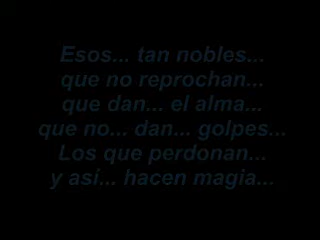 Esos... tan nobles...
que no reprochan...
que dan... el alma...
que no... dan... golpes...
Los que perdonan...
y así... hacen magia...